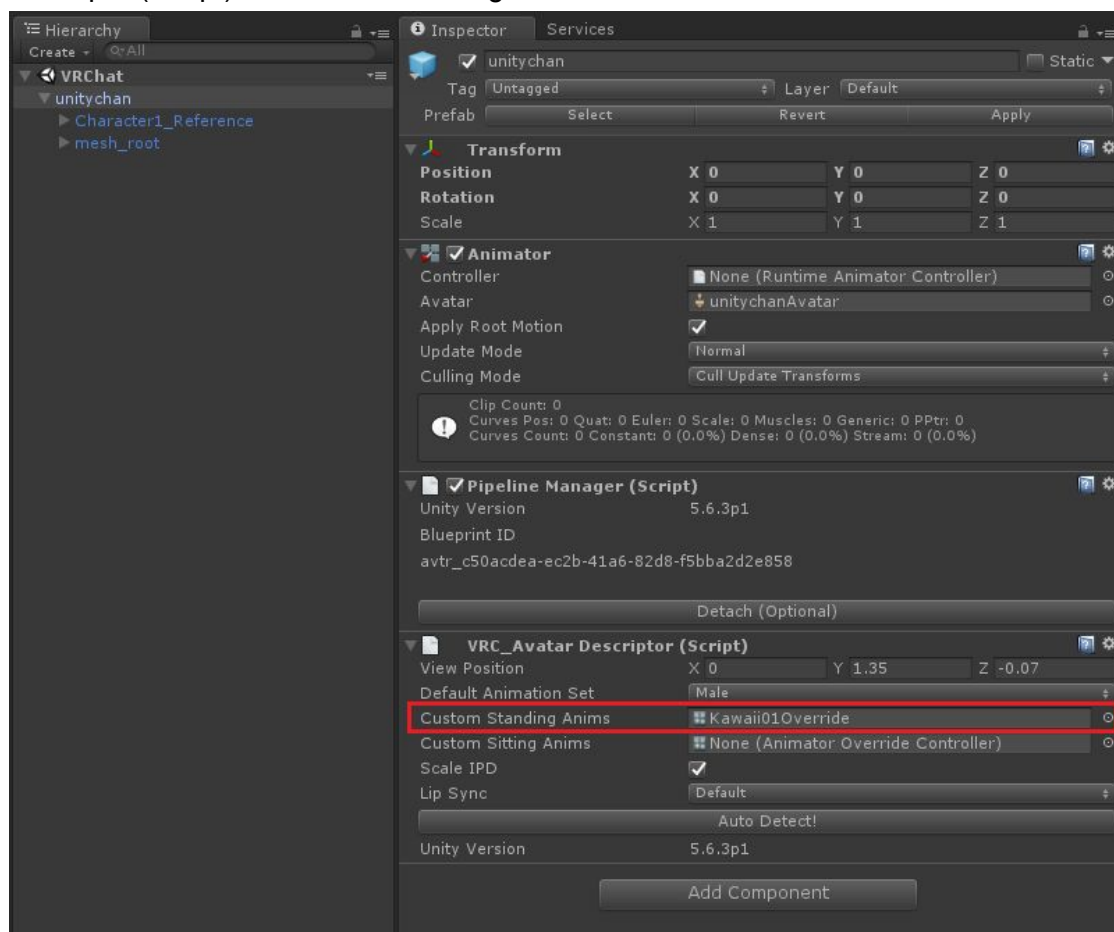 Hierarchy
Create
All
VRChat
unitychan
Character1_Reference
mesh_root
Inspector Services
unitychan Static
Tag Untagged Layer Default
Prefab Select Revert Apply
Transform
Position X 0 Y 0 Z 0
Rotation X 0 Y 0 Z 0
Scale X 1 Y 1 Z 1
Animator
Controller None (Runtime Animator Controller)
Avatar unitychanAvatar
Apply Root Motion
Update Mode Normal
Culling Mode Cull Update Transforms
Clip Count: 0
Curves Pos: 0 Quat: 0 Euler: 0 Scale: 0 Muscles: 0 Generic: 0 PPtr: 0
Curves Count: 0 Constant: 0 (0.0%) Dense: 0 (0.0%) Stream: 0 (0.0%)
Pipeline Manager (Script)
Unity Version 5.6.3p1
Blueprint ID
avtr_c50acdea-ec2b-41a6-82d8-f5bba2d2e858
Detach (Optional)
VRC_Avatar Descriptor (Script)
View Position X 0 Y 1.35 Z -0.07
Default Animation Set Male
Custom Standing Anims Kawaii01Override
Custom Sitting Anims None (Animator Override Controller)
Scale IPD
Lip Sync Default
Auto Detect!
Unity Version 5.6.3p1
Add Component